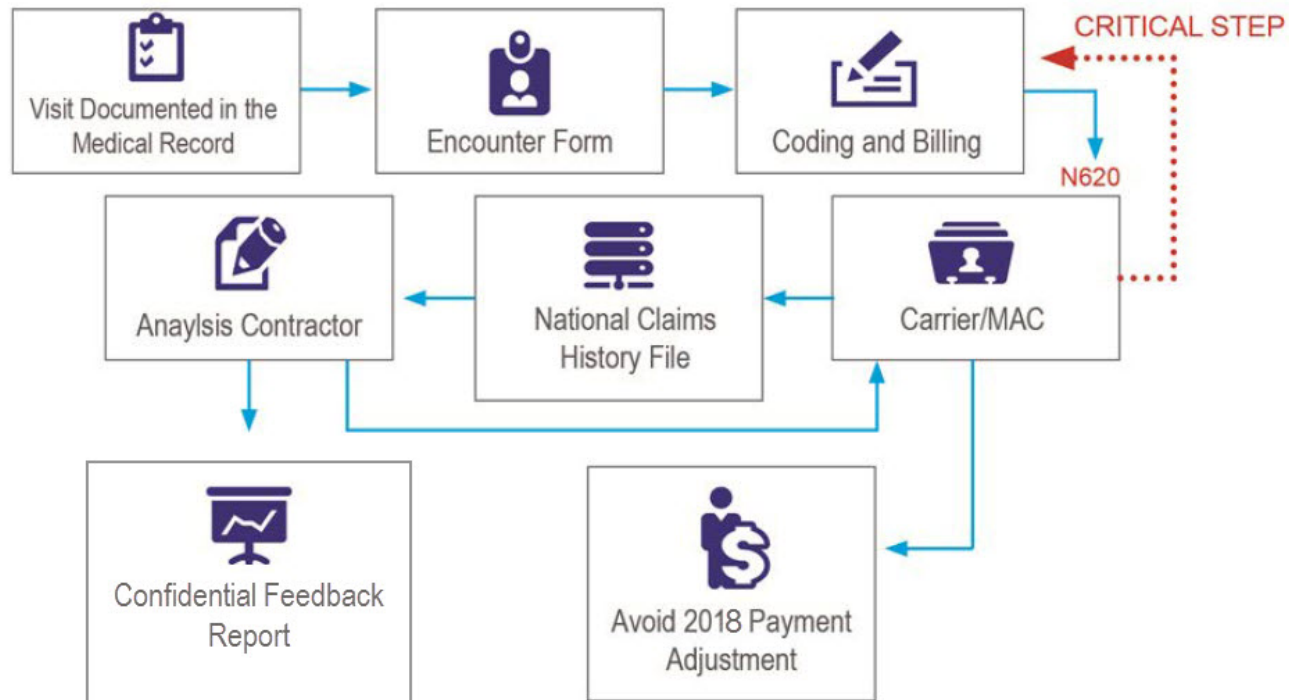 CRITICAL STEP
Visit Documented in the
Medical Record
Encounter Form
Coding and Billing
N620
Anaylsis Contractor
National Claims
History File
Carrier/MAC
Confidential Feedback
Report
Avoid 2018 Payment
Adjustment